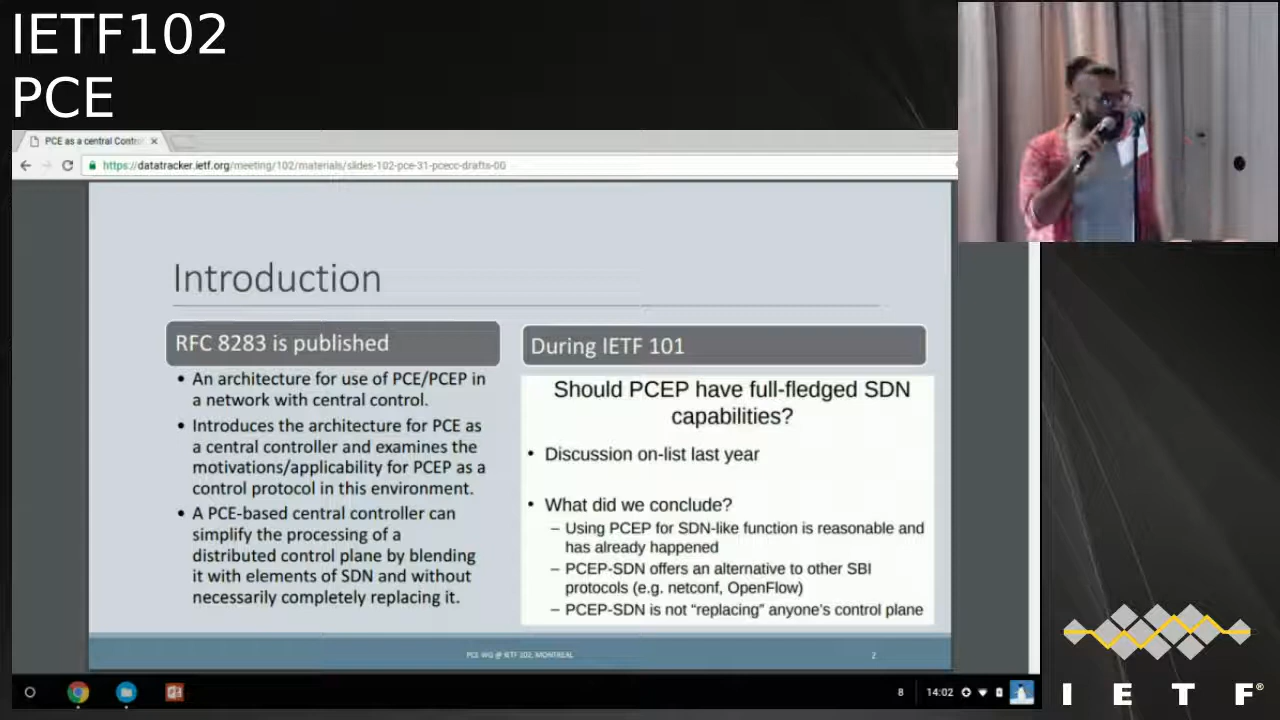 IETF102
PCE
PCE as a central Contro
https://datatracker.ietf.org/meeting/102/materials/slides-102-pce-31-pcecc-drafts-00
Introduction
RFC 8283 is published
• An architecture for use of PCE/PCEP in
a network with central control.
• Introduces the architecture for PCE as
a central controller and examines the
motivations/applicability for PCEP as a
control protocol in this environment.
• A PCE-based central controller can
simplify the processing of a
distributed control plane by blending
it with elements of SDN and without
necessarily completely replacing it.
During IETF 101
Should PCEP have full-fledged SDN
capabilities?
• Discussion on-list last year
• What did we conclude?
– Using PCEP for SDN-like function is reasonable and
has already happened
– PCEP-SDN offers an alternative to other SBI
protocols (e.g. netconf, OpenFlow)
– PCEP-SDN is not “replacing” anyone’s control plane
PCE WG @ IETF 102, MONTREAL
2
8
14:02
I E T F®